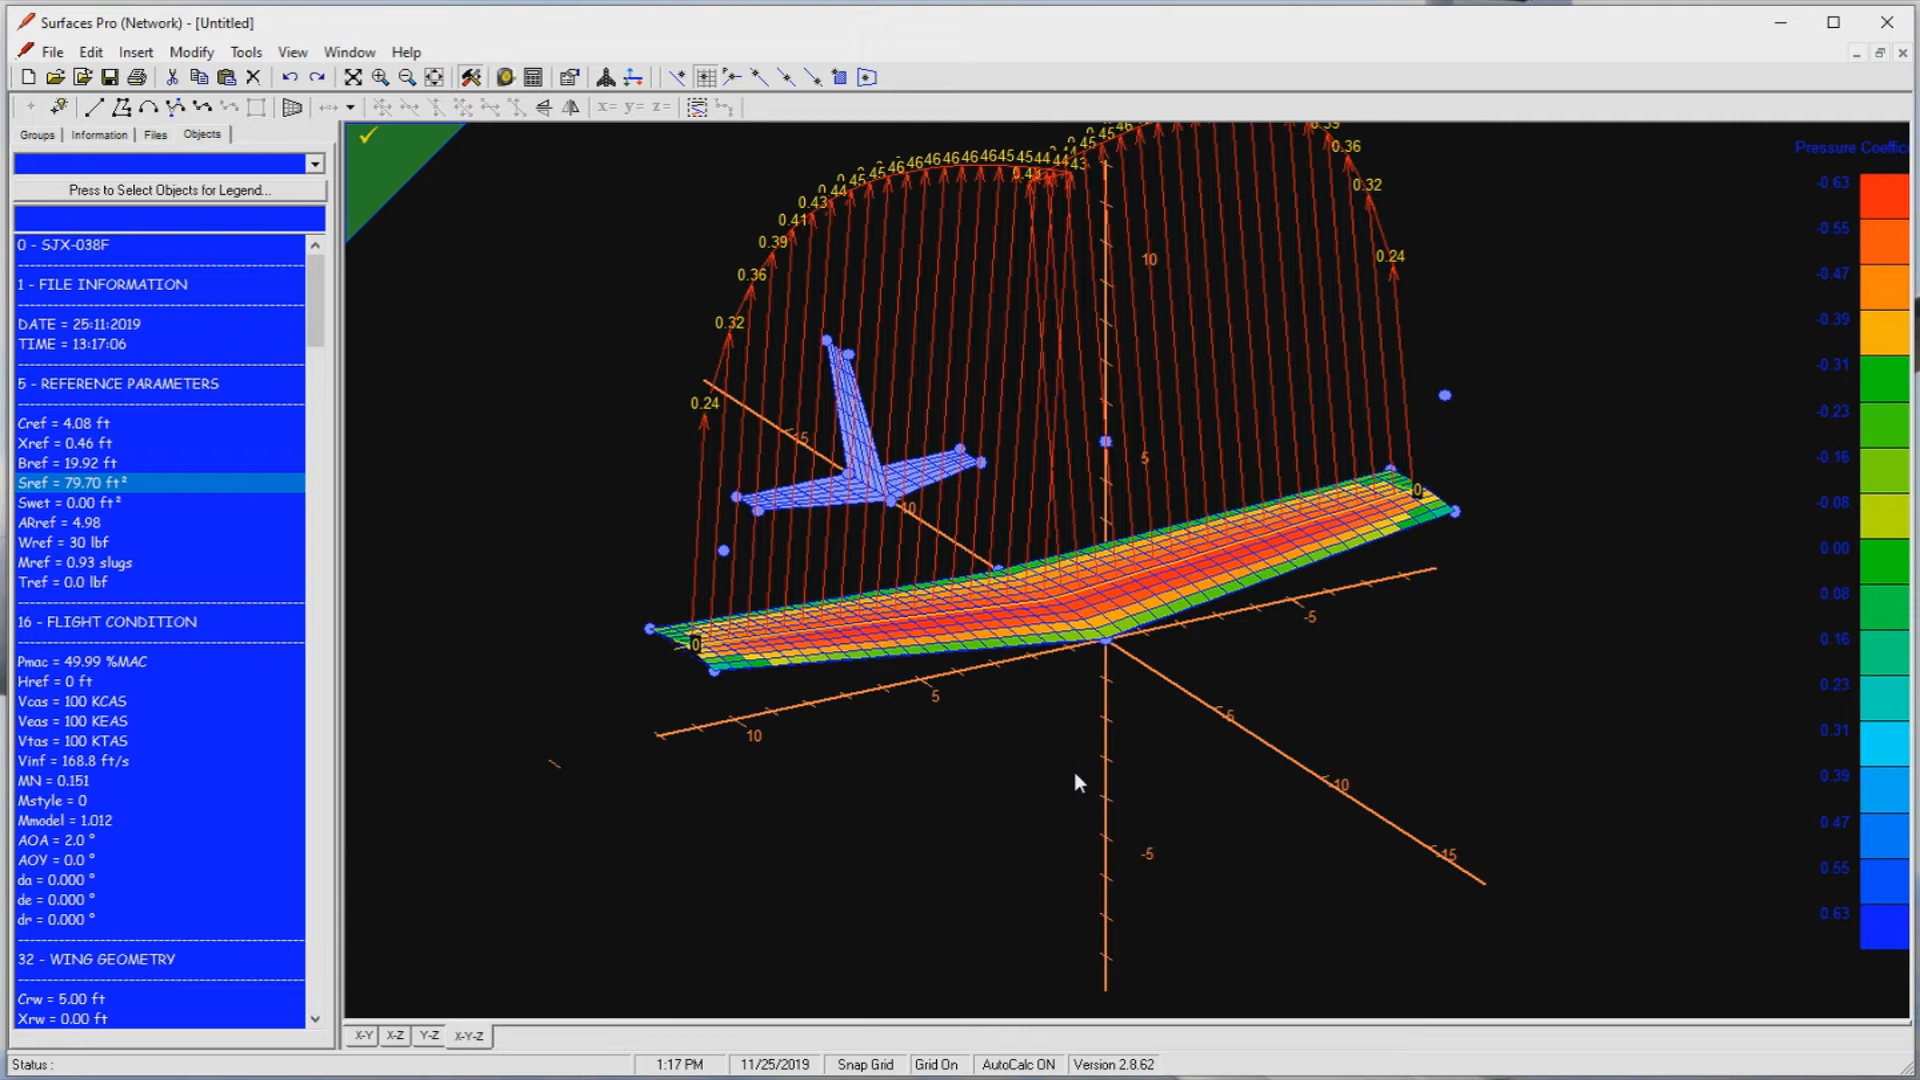 Surfaces Pro (Network) - [Untitled]
File Edit Insert Modify Tools View Window Help
x= y= z=
Groups Information Files Objects
Press to Select Objects for Legend...
0 - SJX-038F
1 - FILE INFORMATION
DATE = 25:11:2019
TIME = 13:17:06
5 - REFERENCE PARAMETERS
Cref = 4.08 ft
Xref = 0.46 ft
Bref = 19.92 ft
Sref = 79.70 ft²
Swet = 0.00 ft²
ARref = 4.98
Wref = 30 lbf
Mref = 0.93 slugs
Tref = 0.0 lbf
16 - FLIGHT CONDITION
Pmac = 49.99 %MAC
Href = 0 ft
Vcas = 100 KCAS
Veas = 100 KEAS
Vtas = 100 KTAS
Vinf = 168.8 ft/s
MN = 0.151
Mstyle = 0
Mmodel = 1.012
AOA = 2.0 °
AOY = 0.0 °
da = 0.000 °
de = 0.000 °
dr = 0.000 °
32 - WING GEOMETRY
Crw = 5.00 ft
Xrw = 0.00 ft
0.24
0.32
0.36
0.39
0.41
0.43
0.44
0.36
0.32
0.24
10
5
-5
5
10
-5
-10
-15
0
0
Pressure Coeffic
-0.63
-0.55
-0.47
-0.39
-0.31
-0.23
-0.16
-0.08
0.00
0.08
0.16
0.23
0.31
0.39
0.47
0.55
0.63
X-Y X-Z Y-Z X-Y-Z
Status : 1:17 PM 11/25/2019 Snap Grid Grid On AutoCalc ON Version 2.8.62